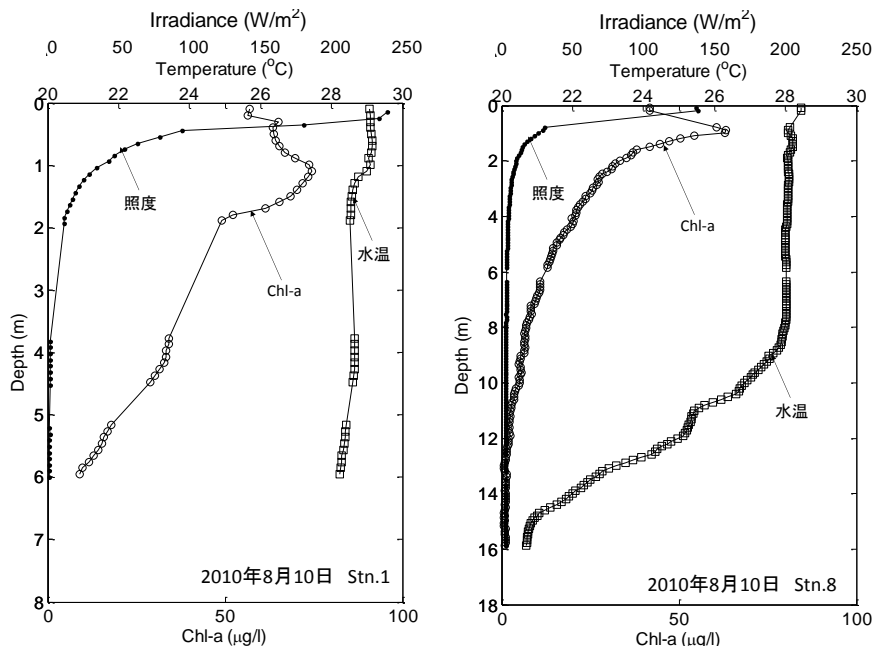 Irradiance (W/m²)
0 50 100 150 200 250
Temperature (°C)
20 22 24 26 28 30
0
1
2
3
4
5
6
7
8
Depth (m)
照度
水温
Chl-a
2010年8月10日 Stn.1
0 50 100
Chl-a (μg/l)
Irradiance (W/m²)
0 50 100 150 200 250
Temperature (°C)
20 22 24 26 28 30
0
2
4
6
8
10
12
14
16
18
Depth (m)
照度
Chl-a
水温
2010年8月10日 Stn.8
0 50 100
Chl-a (μg/l)